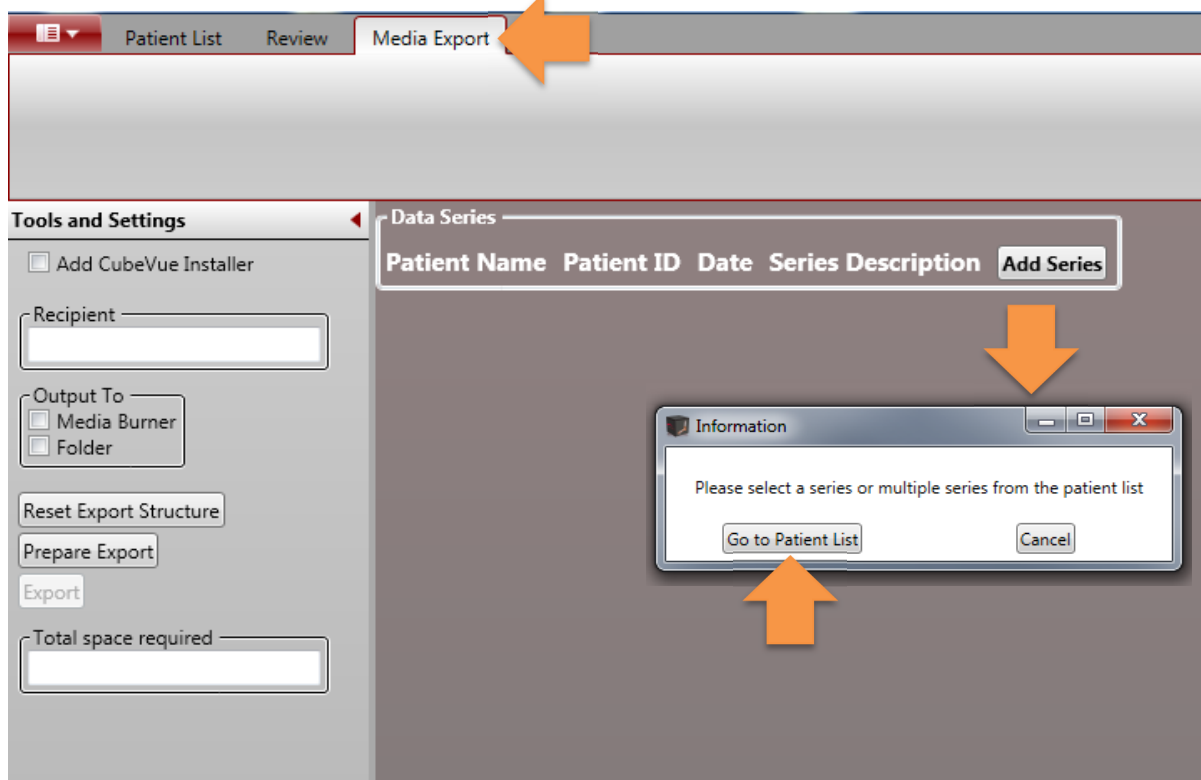 Patient List Review Media Export
Tools and Settings
Add CubeVue Installer
Recipient
Output To
Media Burner
Folder
Reset Export Structure
Prepare Export
Export
Total space required
Data Series
Patient Name Patient ID Date Series Description Add Series
Information
Please select a series or multiple series from the patient list
Go to Patient List Cancel